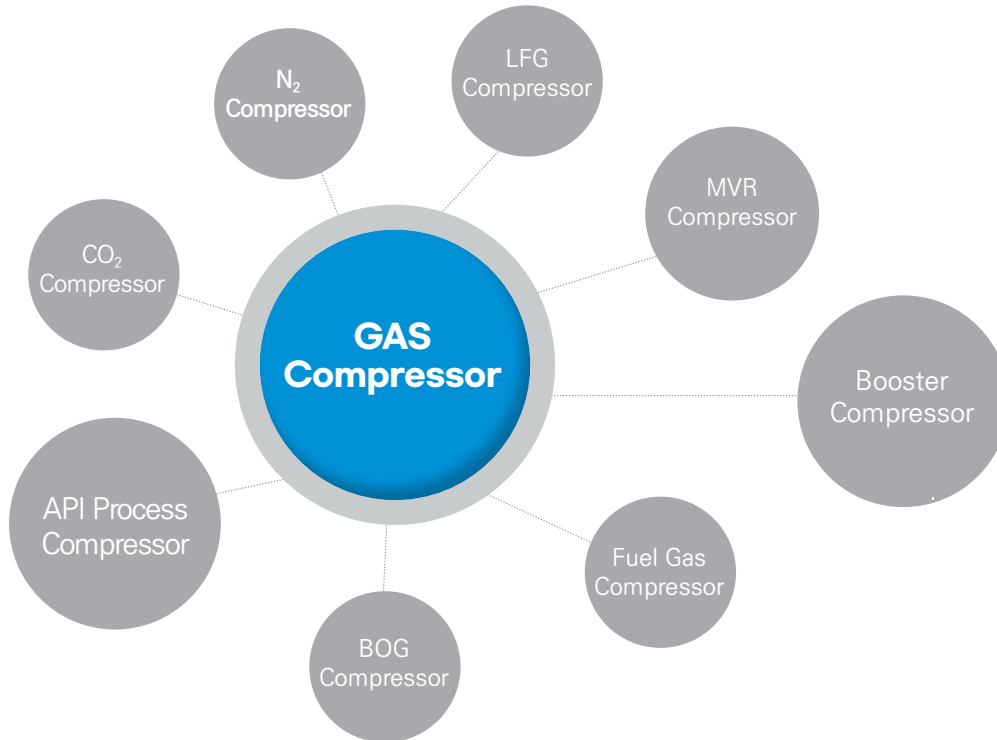 N₂
Compressor
LFG
Compressor
MVR
Compressor
CO₂
Compressor
GAS
Compressor
Booster
Compressor
API Process
Compressor
Fuel Gas
Compressor
BOG
Compressor